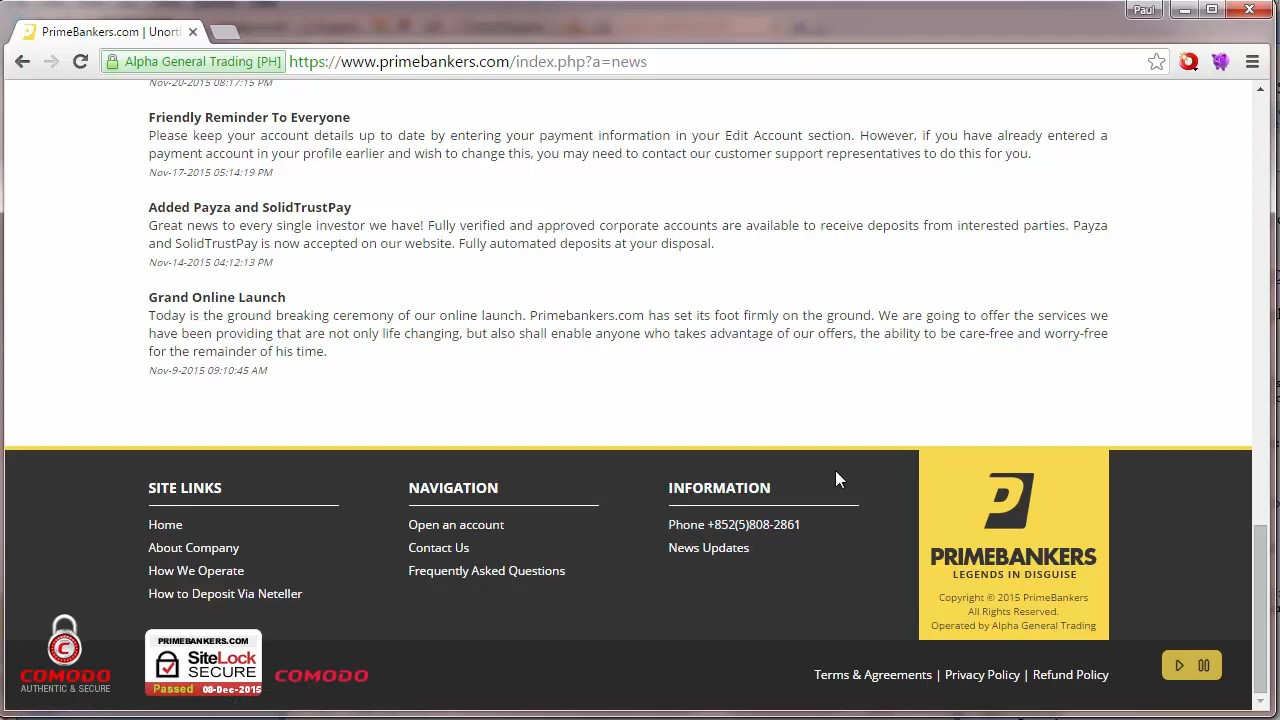 Paul
PrimeBankers.com | Unort
Alpha General Trading [PH] https://www.primebankers.com/index.php?a=news
Nov-20-2015 08:17:15 PM
Friendly Reminder To Everyone
Please keep your account details up to date by entering your payment information in your Edit Account section. However, if you have already entered a
payment account in your profile earlier and wish to change this, you may need to contact our customer support representatives to do this for you.
Nov-17-2015 05:14:19 PM
Added Payza and SolidTrustPay
Great news to every single investor we have! Fully verified and approved corporate accounts are available to receive deposits from interested parties. Payza
and SolidTrustPay is now accepted on our website. Fully automated deposits at your disposal.
Nov-14-2015 04:12:13 PM
Grand Online Launch
Today is the ground breaking ceremony of our online launch. Primebankers.com has set its foot firmly on the ground. We are going to offer the services we
have been providing that are not only life changing, but also shall enable anyone who takes advantage of our offers, the ability to be care-free and worry-free
for the remainder of his time.
Nov-9-2015 09:10:45 AM
SITE LINKS
Home
About Company
How We Operate
How to Deposit Via Neteller
NAVIGATION
Open an account
Contact Us
Frequently Asked Questions
INFORMATION
Phone +852(5)808-2861
News Updates
PRIMEBANKERS
LEGENDS IN DISGUISE
Copyright © 2015 PrimeBankers
All Rights Reserved.
Operated by Alpha General Trading
COMODO
AUTHENTIC & SECURE
PRIMEBANKERS.COM
SiteLock
SECURE
Passed 08-Dec-2015
COMODO
Terms & Agreements | Privacy Policy | Refund Policy